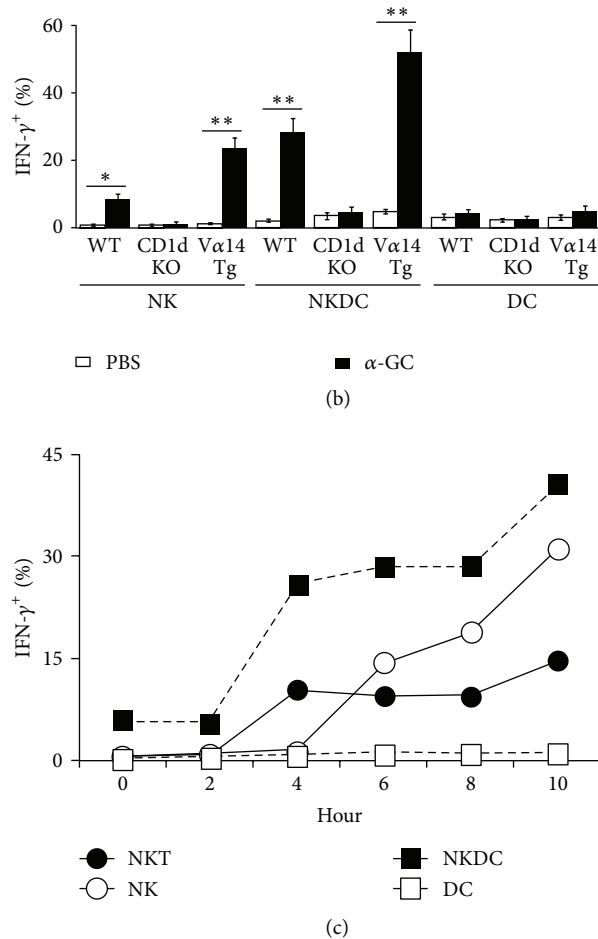 60
**
**
**
*
40
20
0
IFN-γ⁺ (%)
WT CD1d KO Vα14 Tg WT CD1d KO Vα14 Tg WT CD1d KO Vα14 Tg
NK NKDC DC
PBS α-GC
(b)
45
30
15
0
IFN-γ⁺ (%)
0 2 4 6 8 10
Hour
NKT NKDC
NK DC
(c)